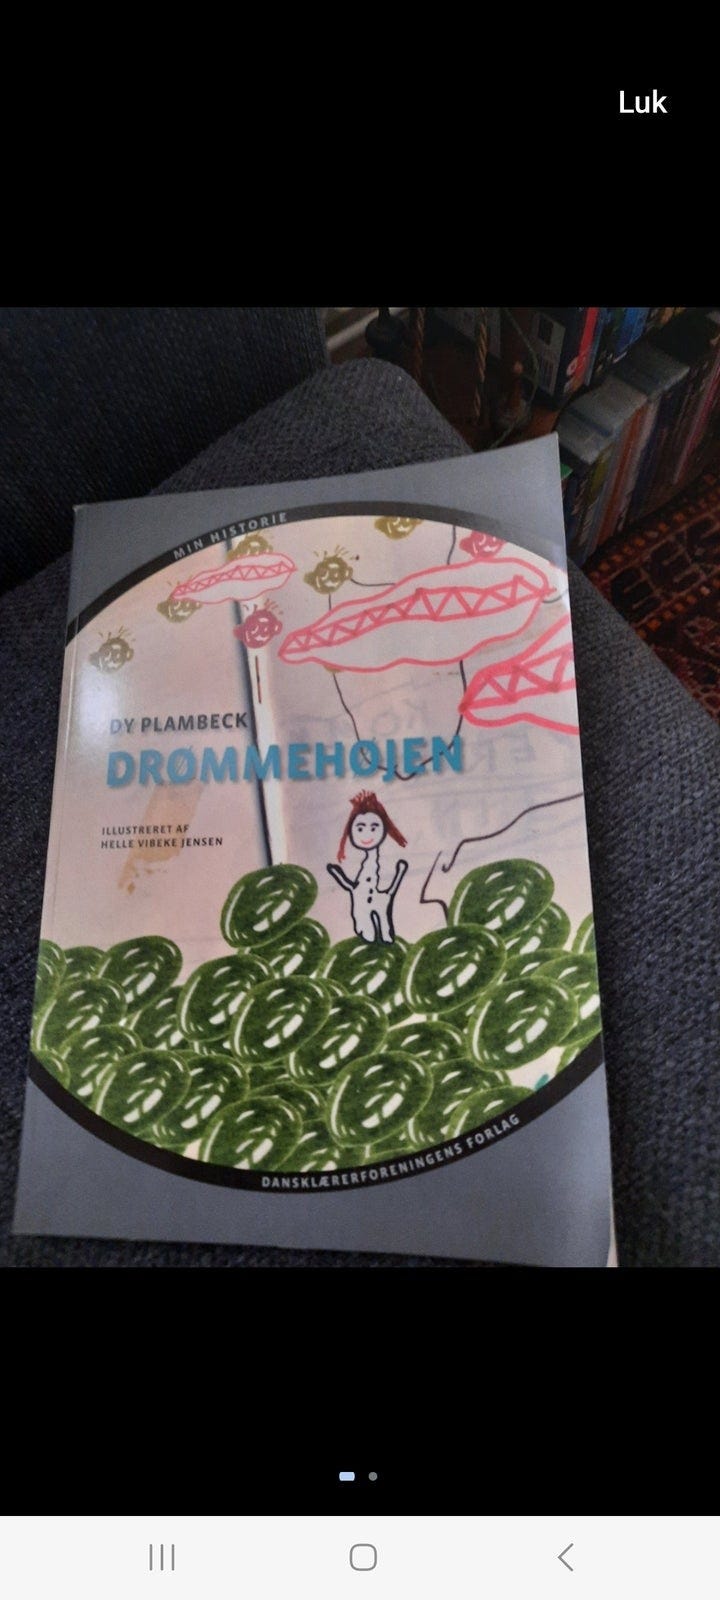 Luk
MIN HISTORIE
DY PLAMBECK
DRØMMEHØJEN
ILLUSTRERET AF
HELLE VIBEKE JENSEN
DANSKLÆRERFORENINGENS FORLAG